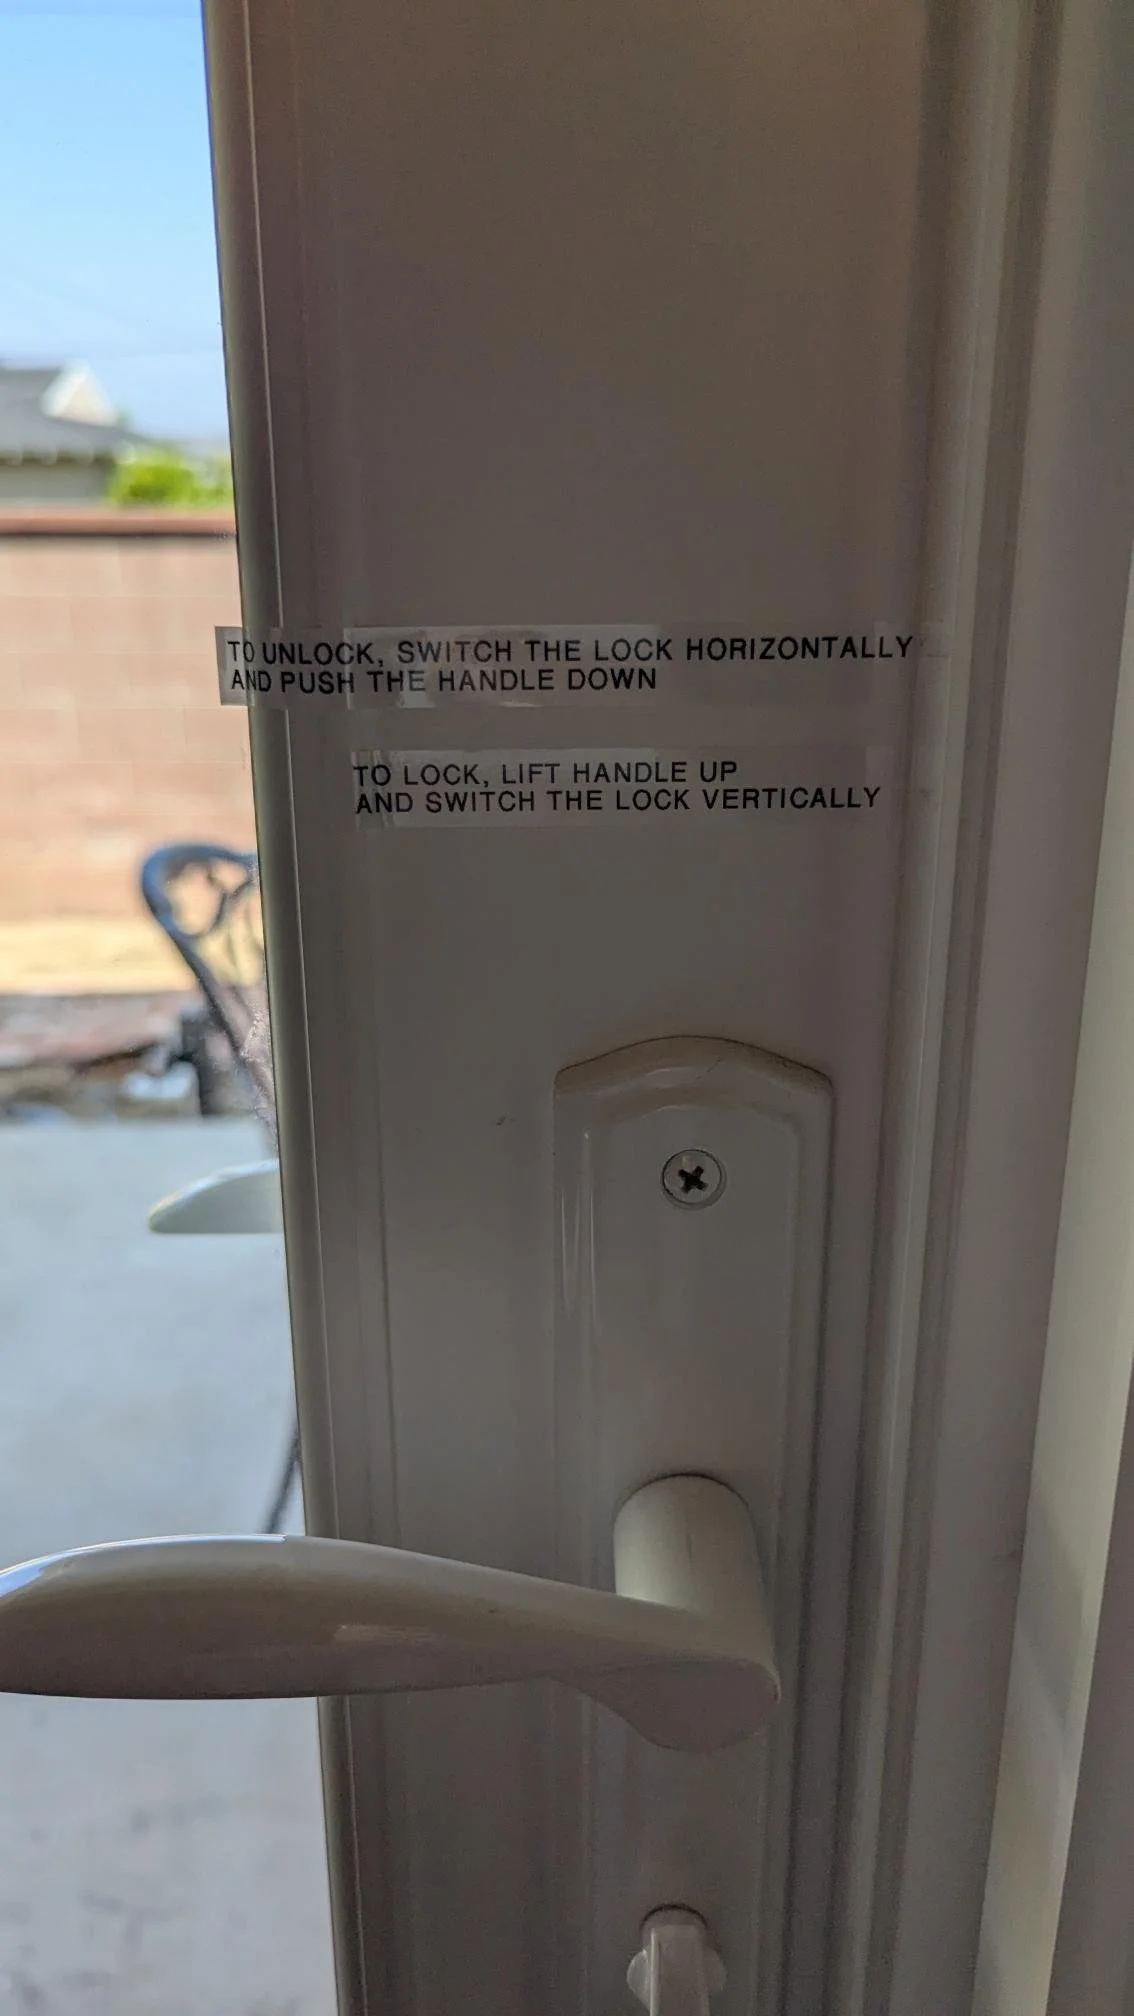 TO UNLOCK, SWITCH THE LOCK HORIZONTALLY
AND PUSH THE HANDLE DOWN
TO LOCK, LIFT HANDLE UP
AND SWITCH THE LOCK VERTICALLY